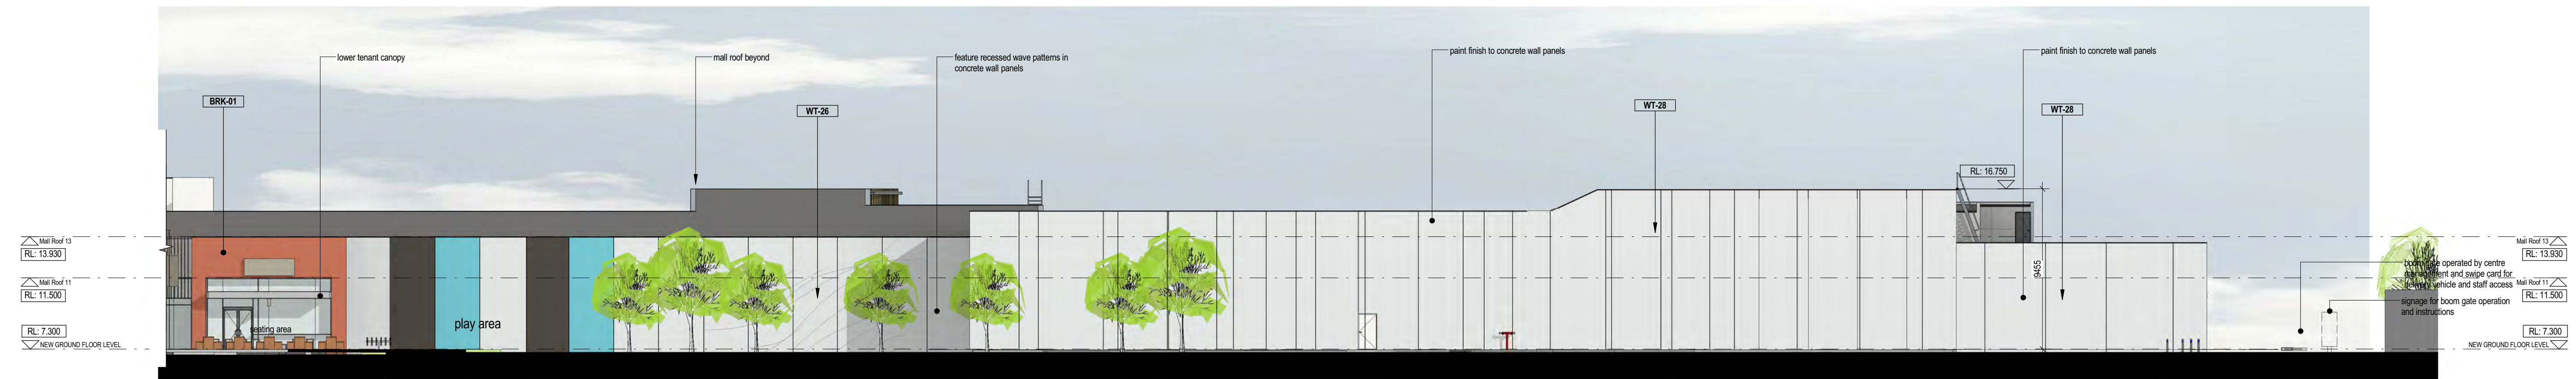 lower tenant canopy
mall roof beyond
feature recessed wave patterns in
concrete wall panels
paint finish to concrete wall panels
paint finish to concrete wall panels
BRK-01
WT-26
WT-28
WT-28
RL: 16.750
9455
Mall Roof 13
RL: 13.930
Mall Roof 11
RL: 11.500
RL: 7.300
NEW GROUND FLOOR LEVEL
seating area
play area
Mall Roof 13
RL: 13.930
boom gate operated by centre
management and swipe card for
delivery vehicle and staff access
Mall Roof 11
RL: 11.500
signage for boom gate operation
and instructions
RL: 7.300
NEW GROUND FLOOR LEVEL